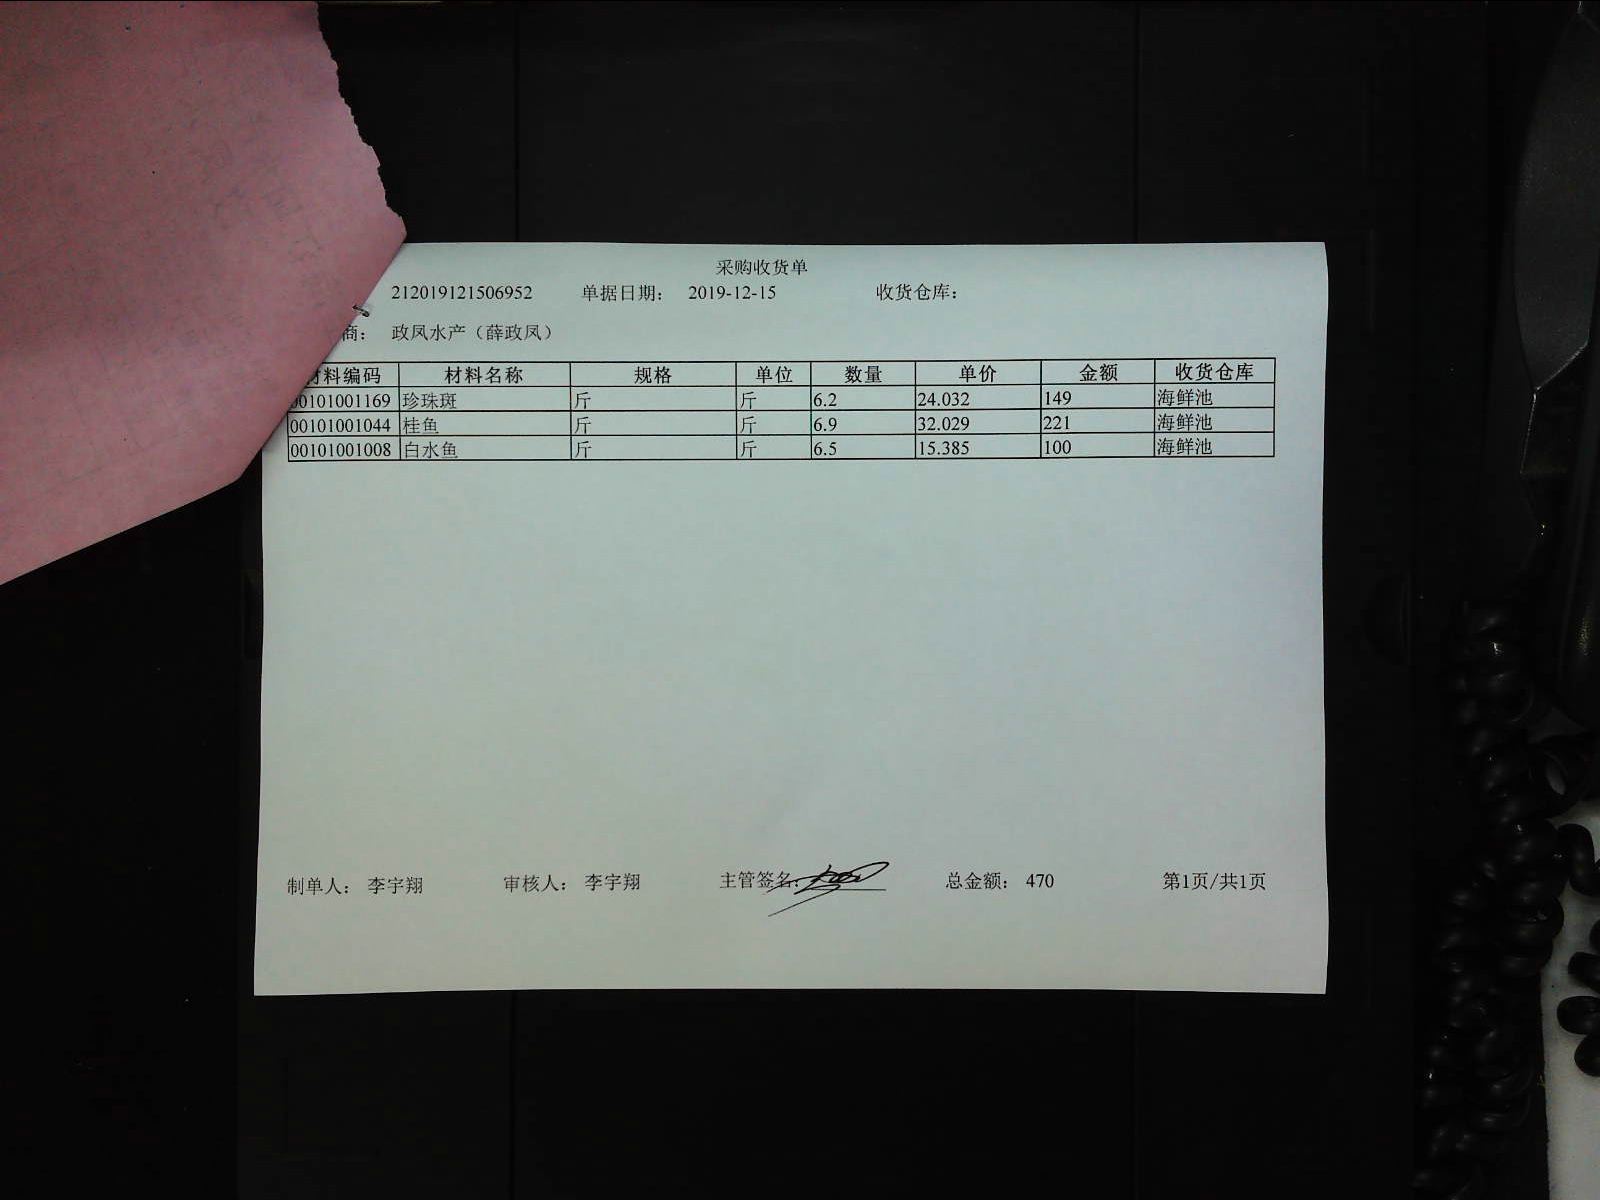 采购收货单
212019121506952 单据日期： 2019-12-15 收货仓库：
商： 政凤水产（薛政凤）
材料编码 材料名称 规格 单位 数量 单价 金额 收货仓库
00101001169 珍珠斑 斤 斤 6.2 24.032 149 海鲜池
00101001044 桂鱼 斤 斤 6.9 32.029 221 海鲜池
00101001008 白水鱼 斤 斤 6.5 15.385 100 海鲜池
制单人： 李宇翔 审核人： 李宇翔 主管签名： 总金额： 470 第1页/共1页